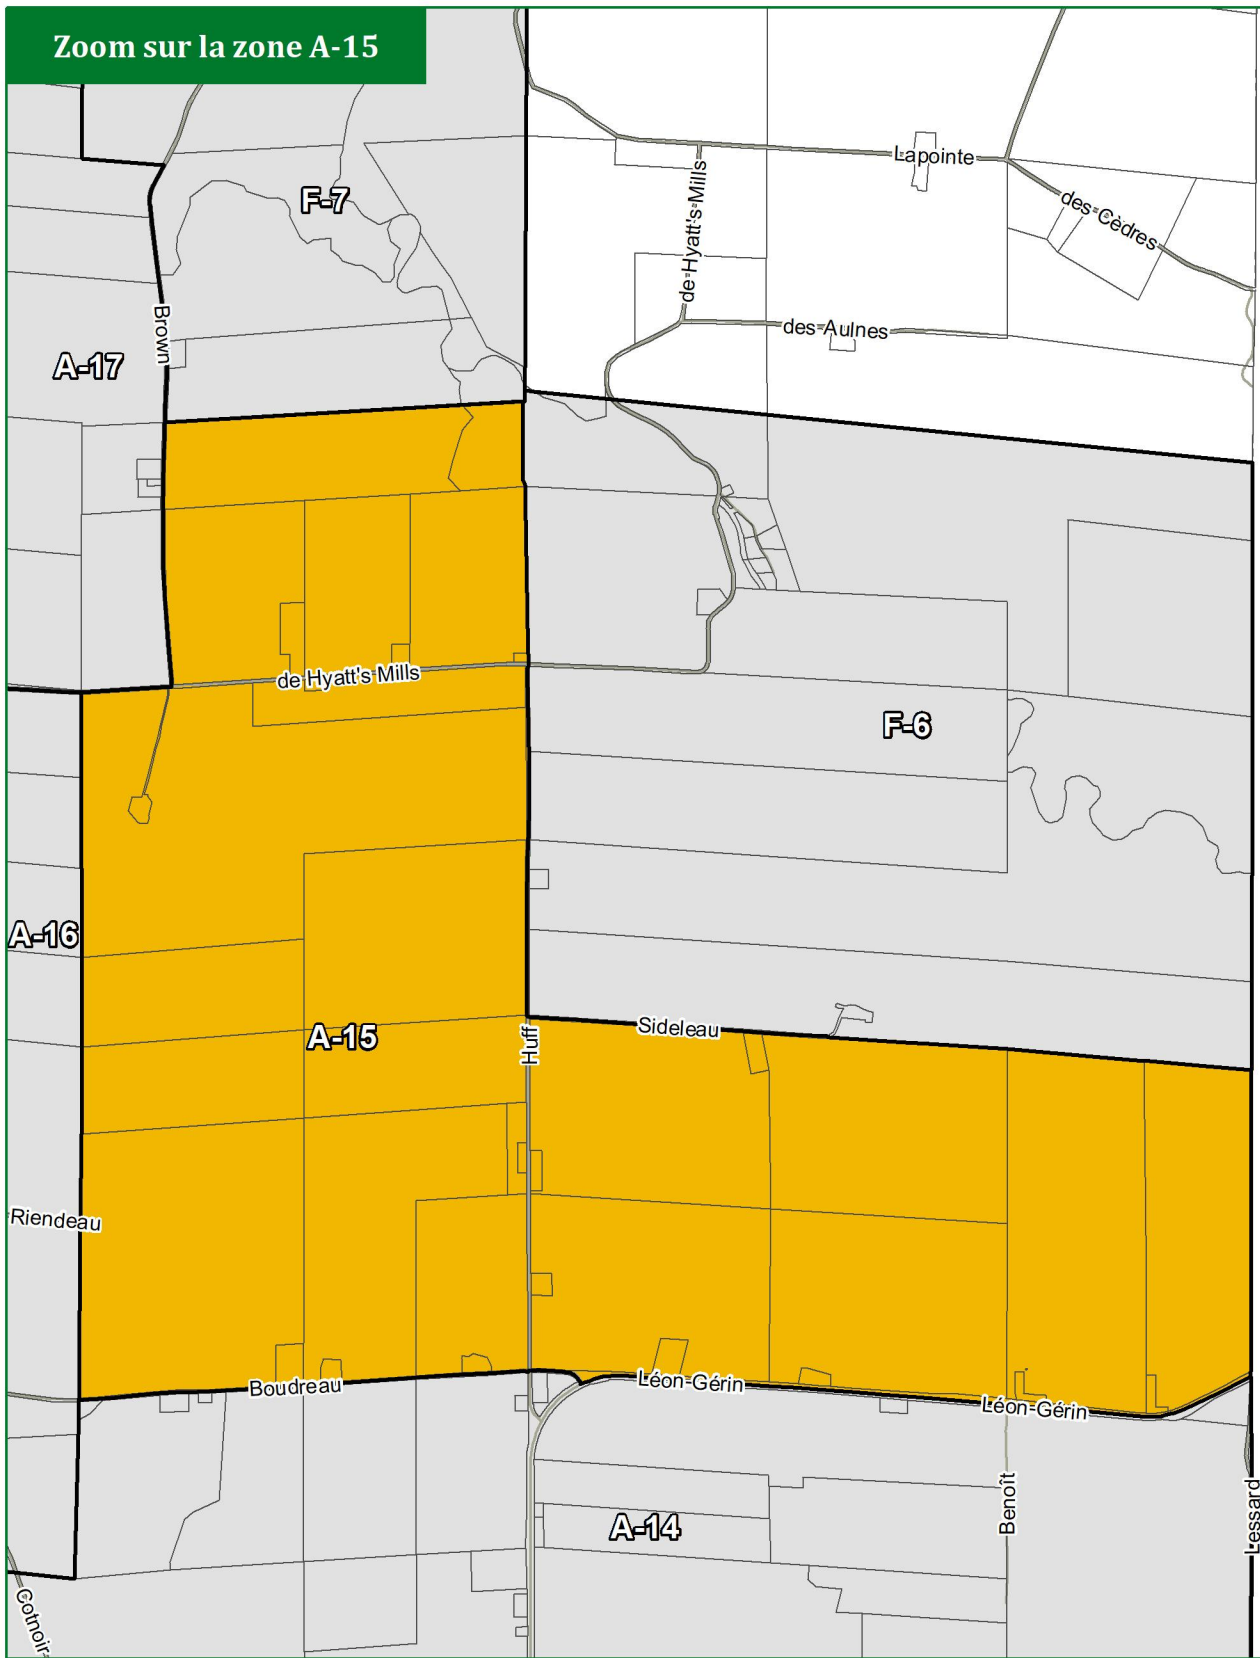 Zoom sur la zone A-15
Lapointe
de Hyatt's Mills
des Cèdres
F-7
Brown
des Aulnes
A-17
de Hyatt's Mills
F-6
A-16
A-15
Sideleau
Huff
Riendeau
Boudreau
Léon-Gérin
Léon-Gérin
Benoît
Lessard
A-14
Cotnoir